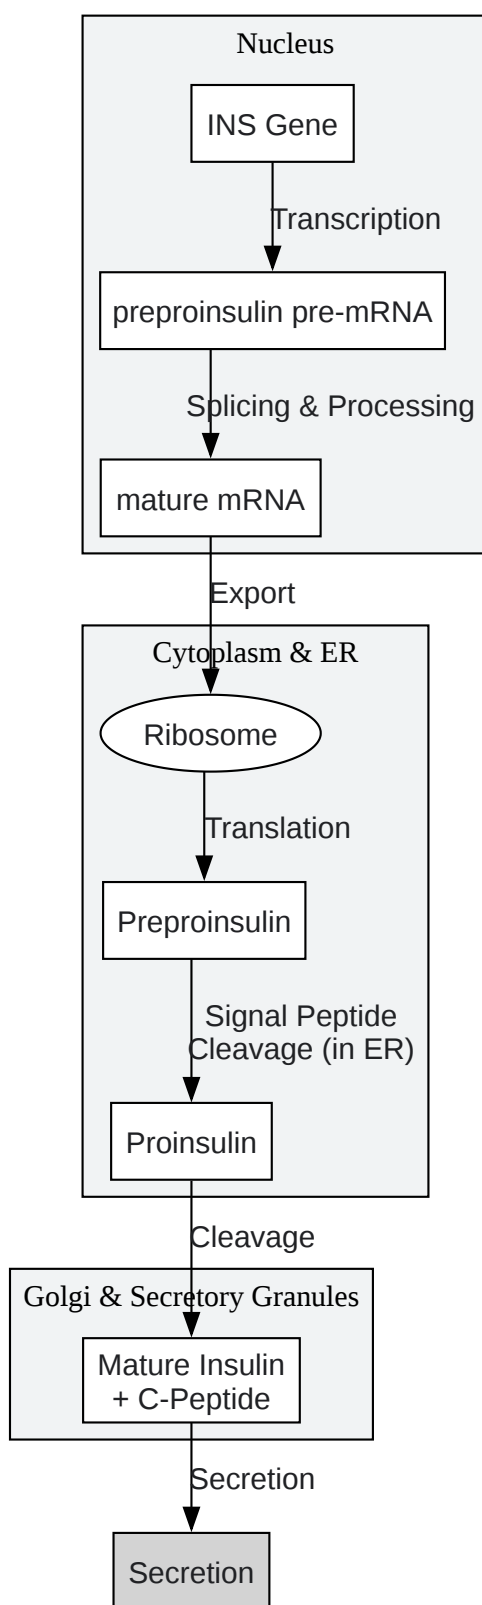 Nucleus
INS Gene
Transcription
preproinsulin pre-mRNA
Splicing & Processing
mature mRNA
Export
Cytoplasm & ER
Ribosome
Translation
Preproinsulin
Signal Peptide
Cleavage (in ER)
Proinsulin
Cleavage
Golgi & Secretory Granules
Mature Insulin
+ C-Peptide
Secretion
Secretion